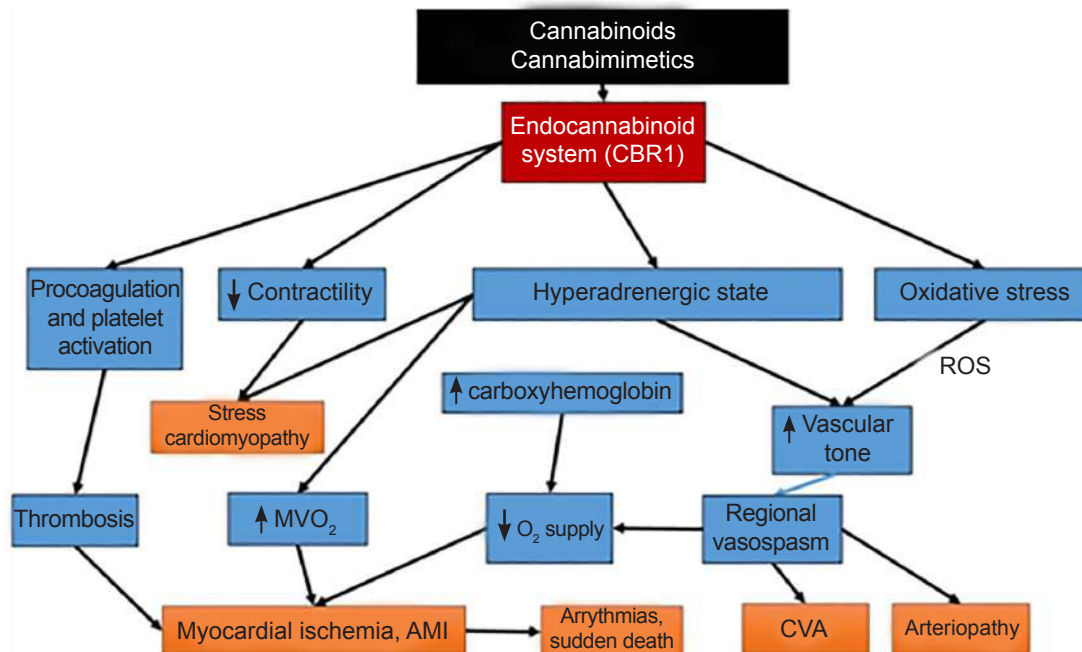 Cannabinoids
Cannabimimetics
Endocannabinoid
system (CBR1)
Procoagulation
and platelet
activation
↓ Contractility
Hyperadrenergic state
Oxidative stress
ROS
Stress
cardiomyopathy
↑ carboxyhemoglobin
↑ Vascular
tone
Thrombosis
↑ MVO₂
↓ O₂ supply
Regional
vasospasm
Myocardial ischemia, AMI
Arrythmias,
sudden death
CVA
Arteriopathy